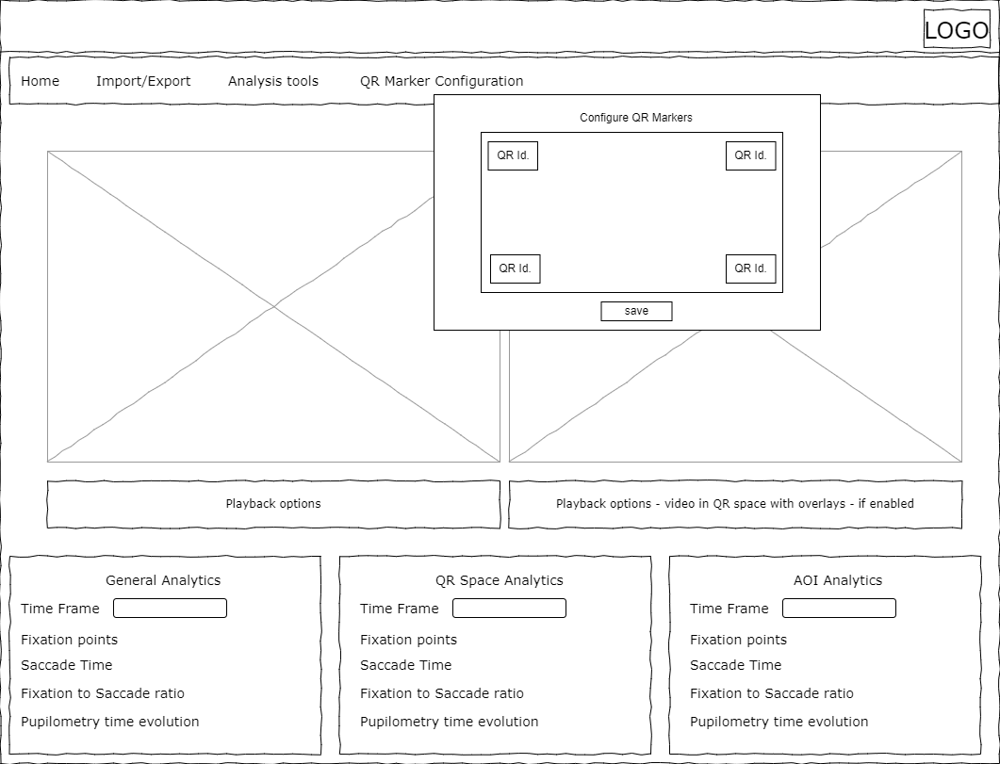 LOGO
Home Import/Export Analysis tools QR Marker Configuration
Configure QR Markers
QR Id. QR Id.
QR Id. QR Id.
save
Playback options
Playback options - video in QR space with overlays - if enabled
General Analytics
Time Frame
Fixation points
Saccade Time
Fixation to Saccade ratio
Pupilometry time evolution
QR Space Analytics
Time Frame
Fixation points
Saccade Time
Fixation to Saccade ratio
Pupilometry time evolution
AOI Analytics
Time Frame
Fixation points
Saccade Time
Fixation to Saccade ratio
Pupilometry time evolution